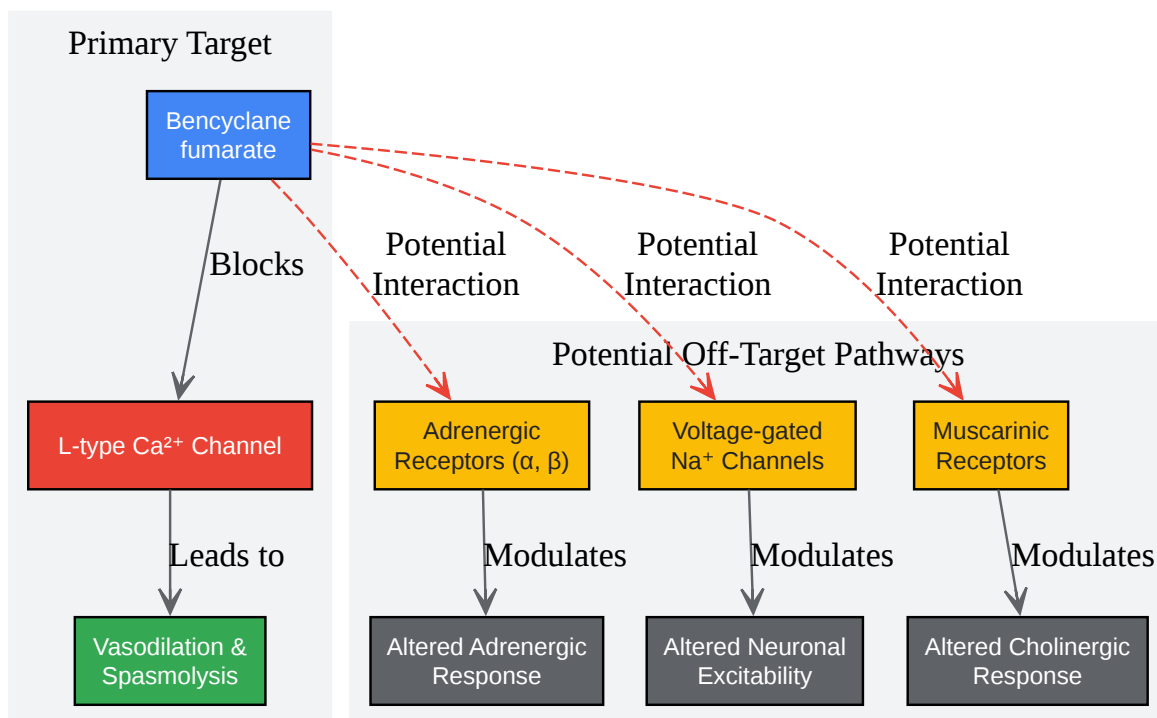 Primary Target
Bencyclane
fumarate
Blocks
Potential
Interaction
Potential
Interaction
Potential
Interaction
Potential Off-Target Pathways
L-type Ca²⁺ Channel
Adrenergic
Receptors (α, β)
Voltage-gated
Na⁺ Channels
Muscarinic
Receptors
Leads to
Modulates
Modulates
Modulates
Vasodilation &
Spasmolysis
Altered Adrenergic
Response
Altered Neuronal
Excitability
Altered Cholinergic
Response